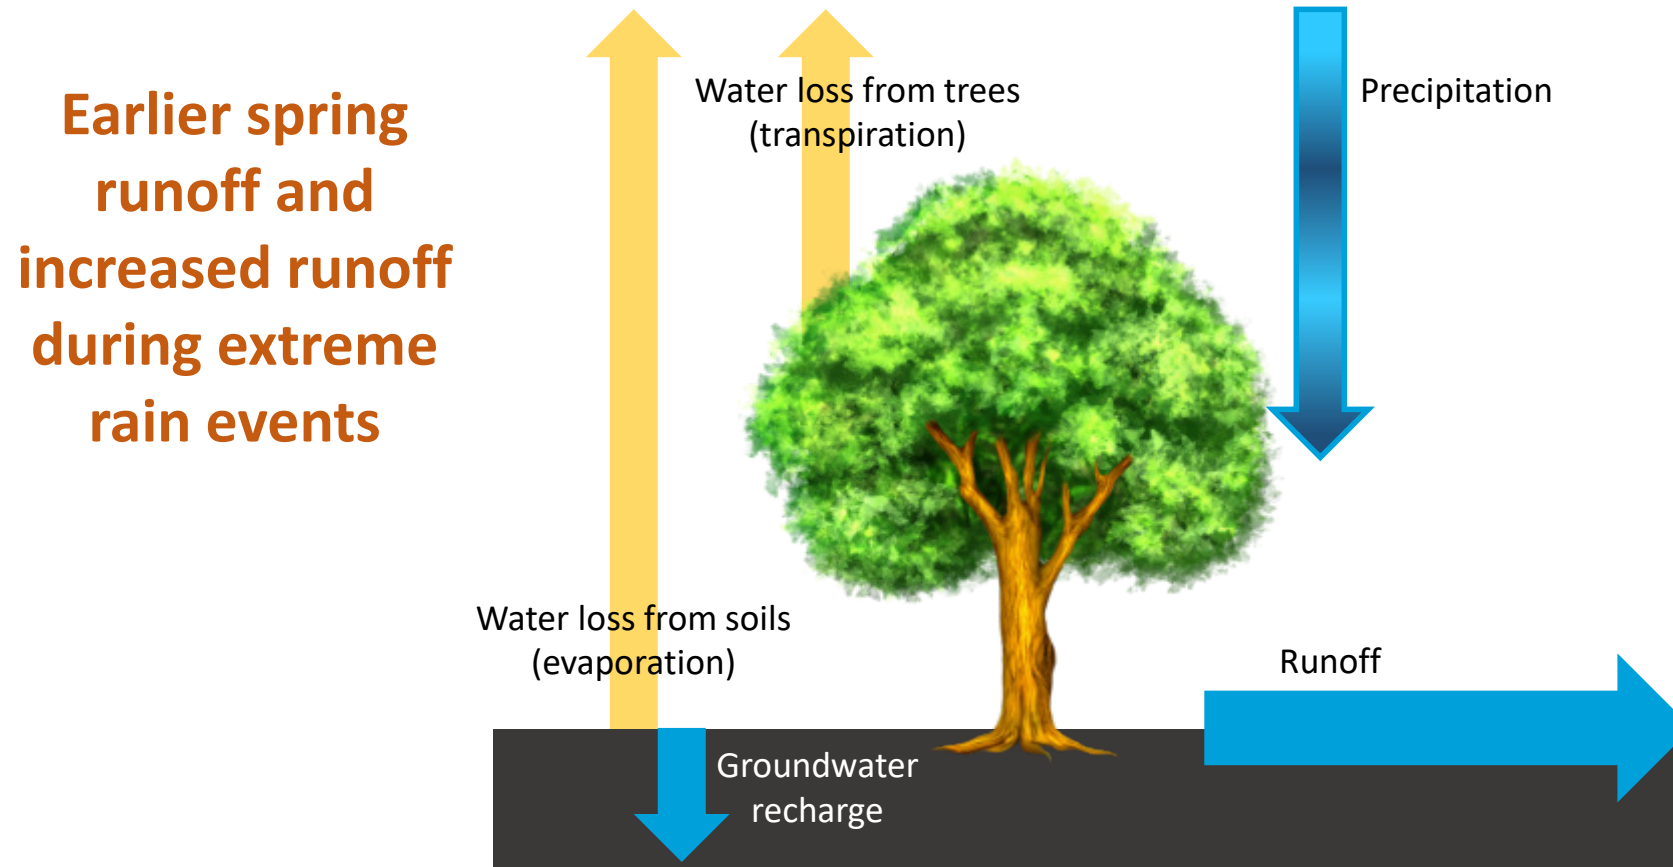 Earlier spring
runoff and
increased runoff
during extreme
rain events
Water loss from trees
(transpiration)
Precipitation
Water loss from soils
(evaporation)
Runoff
Groundwater
recharge